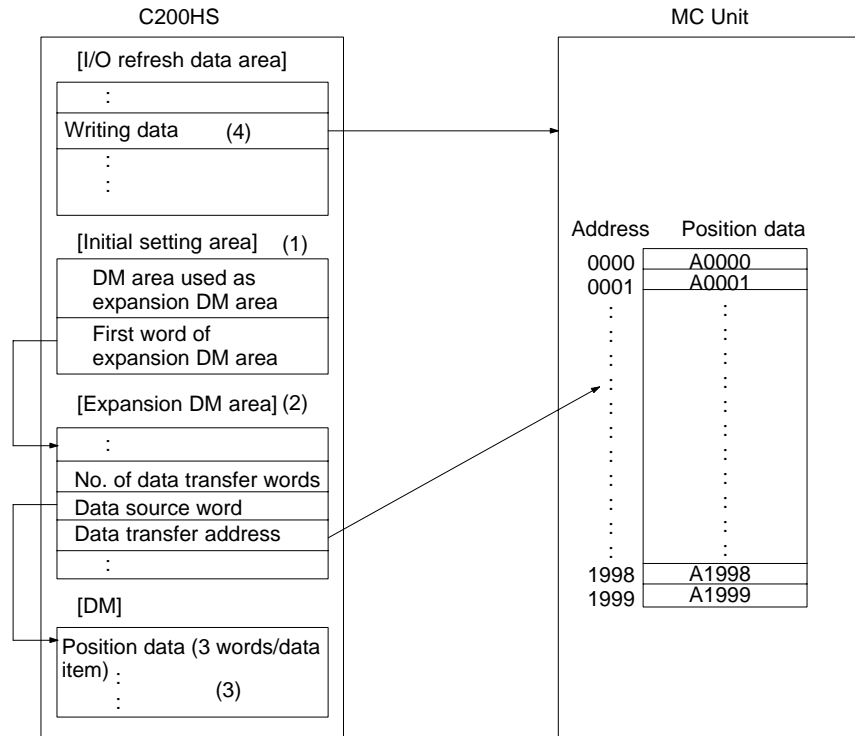 C200HS
[I/O refresh data area]
:
Writing data (4)
:
:
[Initial setting area] (1)
DM area used as
expansion DM area
First word of
expansion DM area
[Expansion DM area] (2)
:
No. of data transfer words
Data source word
Data transfer address
:
[DM]
Position data (3 words/data
item) :
: (3)
:
MC Unit
Address Position data
0000 A0000
0001 A0001
1998 A1998
1999 A1999